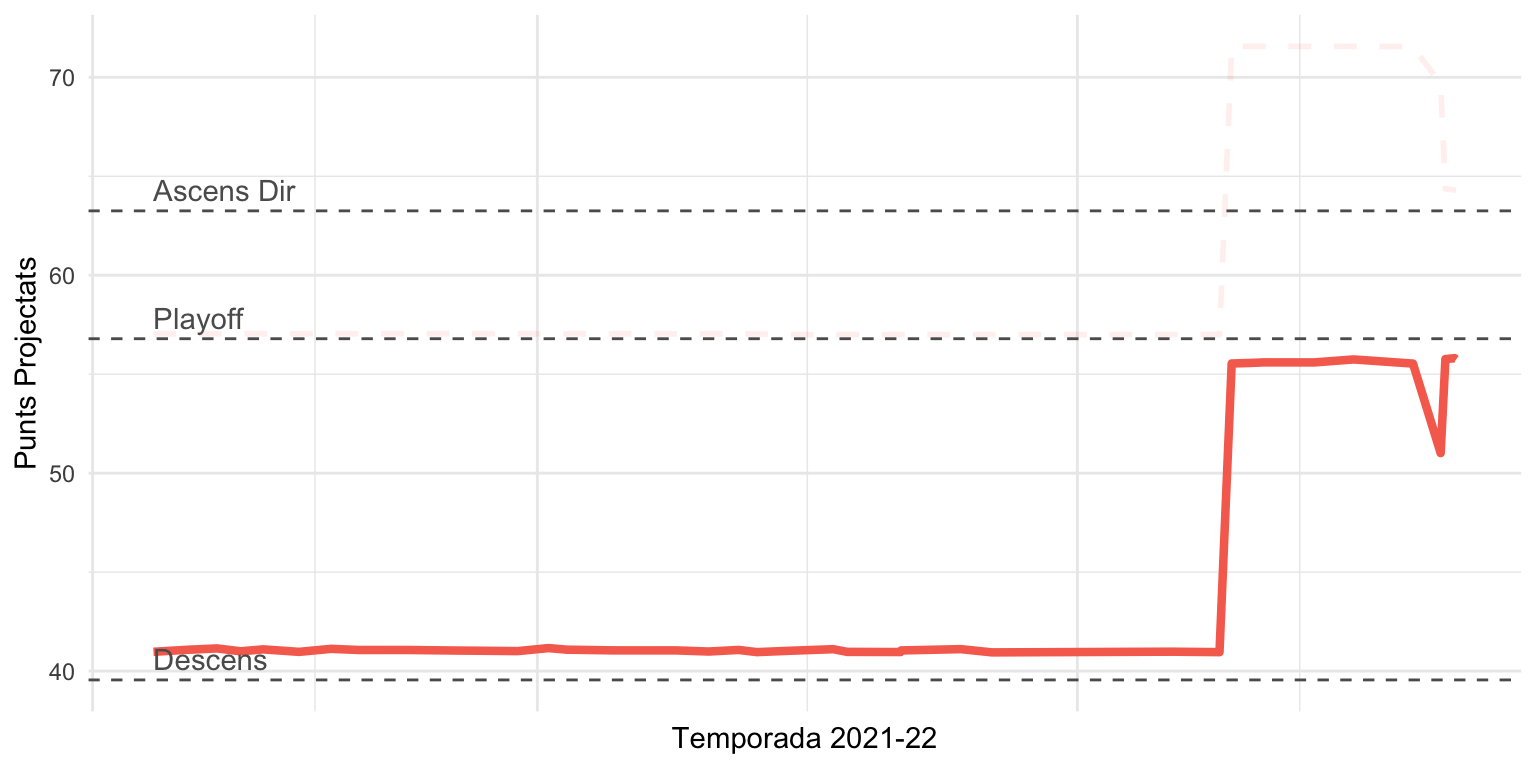 70
Ascens Dir
60
Playoff
Punts Projectats
50
Descens
40
Temporada 2021-22